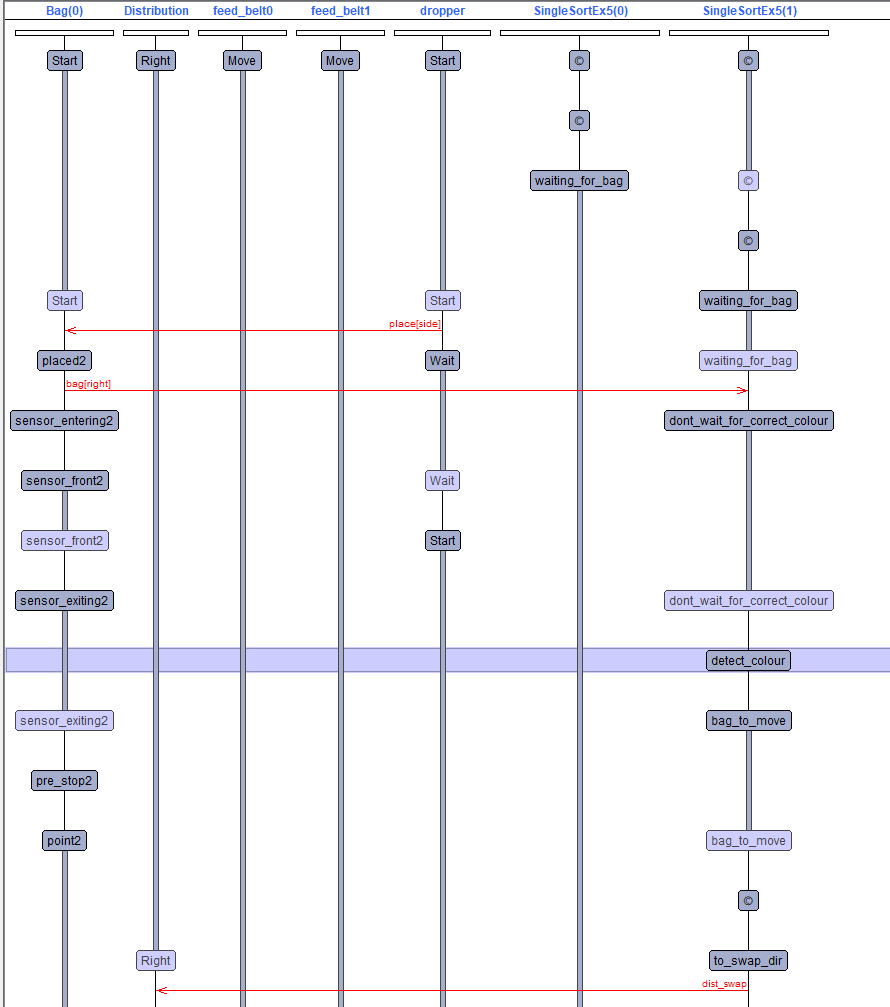 Bag(0) Distribution feed_belt0 feed_belt1 dropper SingleSortEx5(0) SingleSortEx5(1)
Start Right Move Move Start © ©
©
waiting_for_bag ©
©
Start Start waiting_for_bag
place[side]
placed2 Wait waiting_for_bag
bag[right]
sensor_entering2 dont_wait_for_correct_colour
sensor_front2 Wait
sensor_front2 Start
sensor_exiting2 dont_wait_for_correct_colour
detect_colour
sensor_exiting2 bag_to_move
pre_stop2
point2 bag_to_move
©
Right to_swap_dir
dist_swap